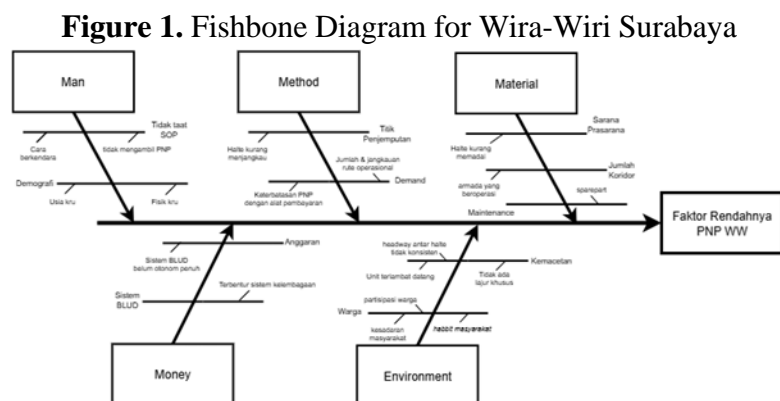 Figure 1. Fishbone Diagram for Wira-Wiri Surabaya
Man
Method
Material
Tidak taat
SOP
Cara
berkendara
tidak mengambil PNP
Demografi
Usia kru
Fisik kru
Titik
Penjemputan
Halte kurang
menjangkau
Jumlah & jangkauan
rute operasional
Demand
Keterbatasan PNP
dengan alat pembayaran
Sarana
Prasarana
Halte kurang
memadai
Jumlah
Koridor
armada yang
beroperasi
sparepart
Maintenance
Faktor Rendahnya
PNP WW
Anggaran
Sistem BLUD
belum otonom penuh
Sistem
BLUD
Terbentur sistem kelembagaan
headway antar halte
tidak konsisten
Kemacetan
Unit terlambat datang
Tidak ada
lajur khusus
partisipasi warga
Warga
kesadaran
masyarakat
habbit masyarakat
Money
Environment